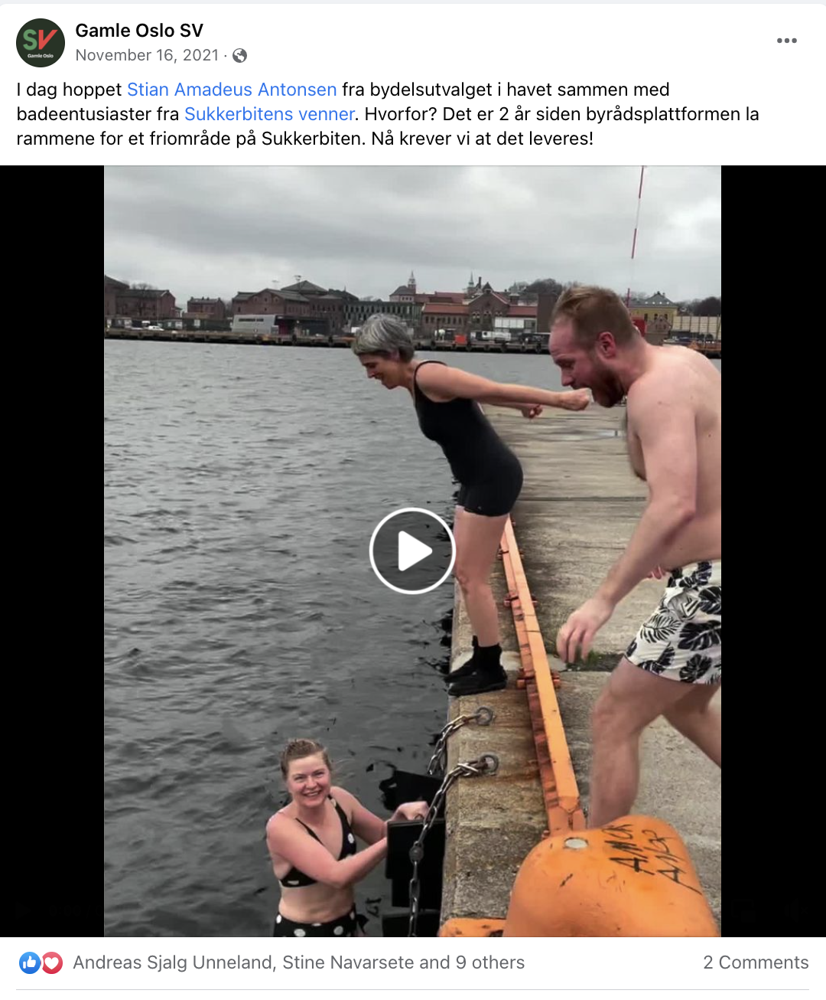 SV
Gamle Oslo
Gamle Oslo SV
November 16, 2021 ·
I dag hoppet Stian Amadeus Antonsen fra bydelsutvalget i havet sammen med
badeentusiaster fra Sukkerbitens venner. Hvorfor? Det er 2 år siden byrådsplattformen la
rammene for et friområde på Sukkerbiten. Nå krever vi at det leveres!
Andreas Sjalg Unneland, Stine Navarsete and 9 others
2 Comments